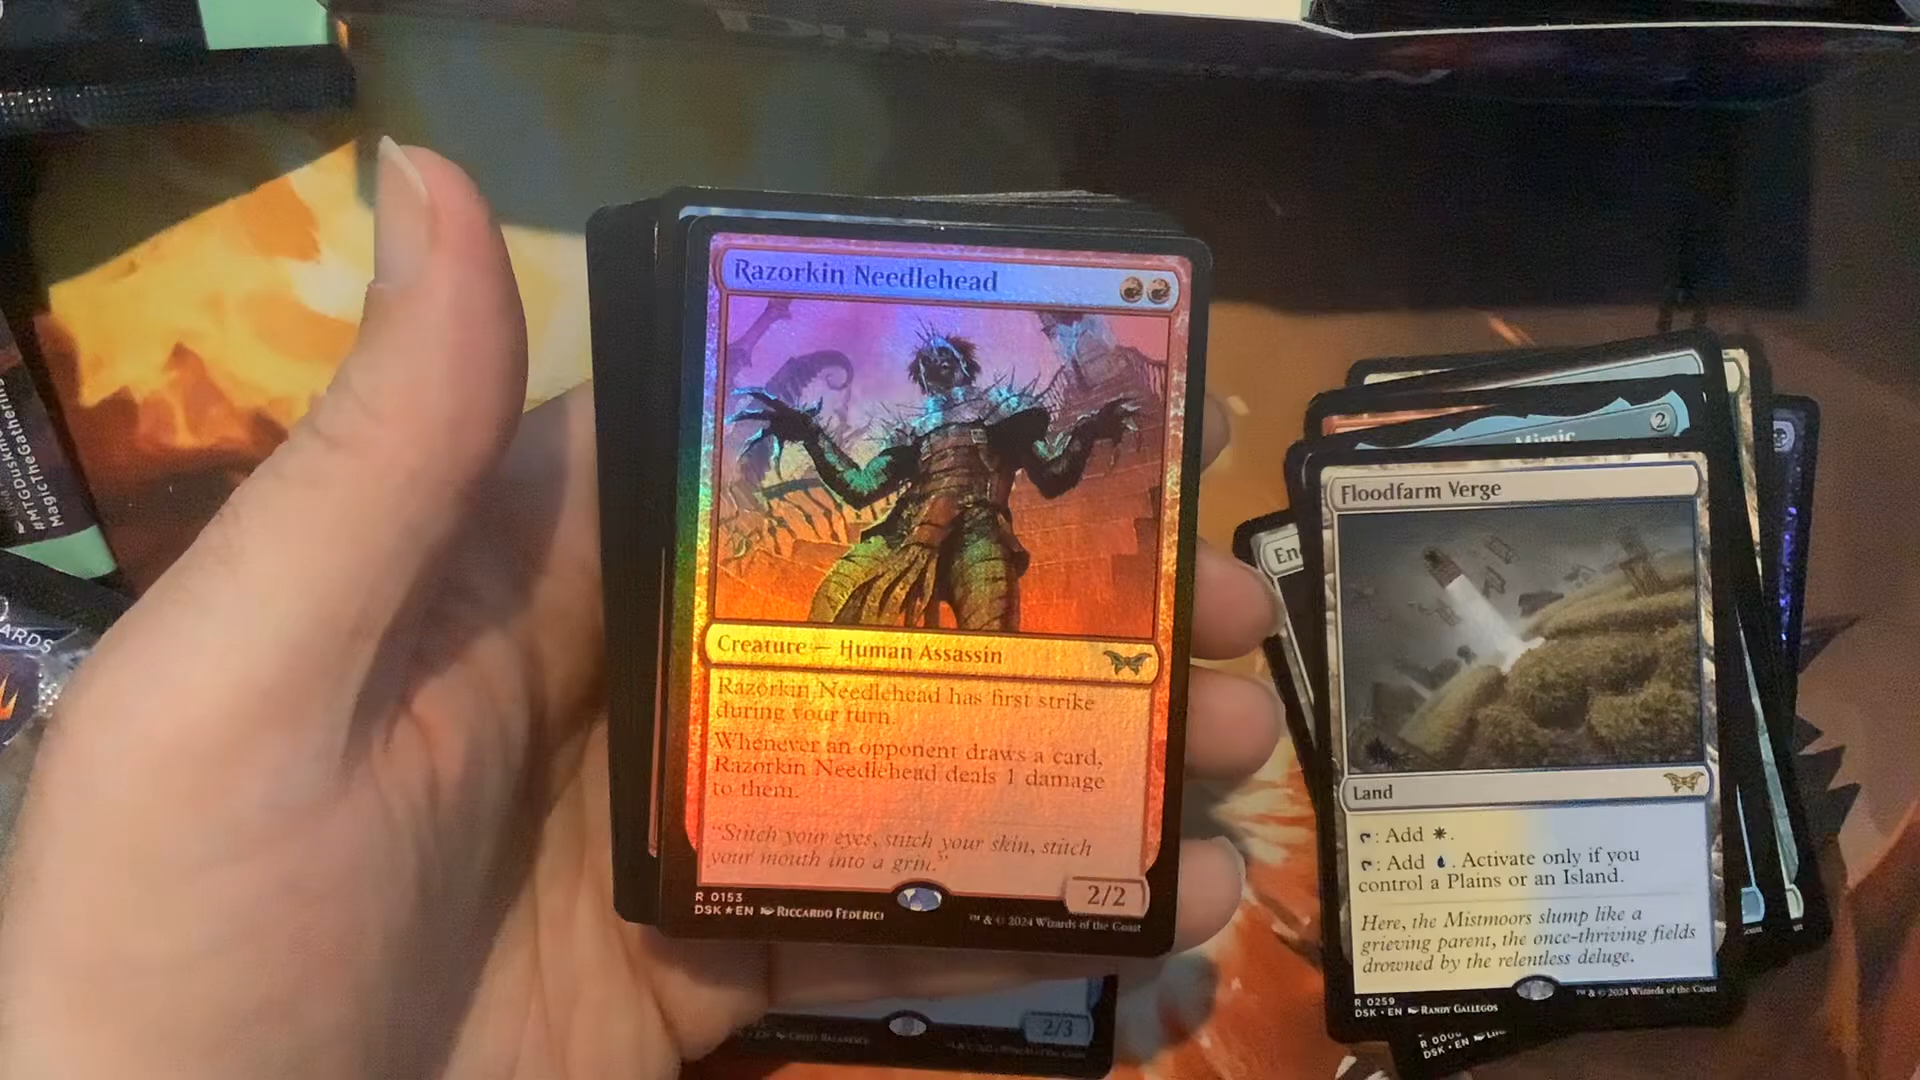 Razorkin Needlehead
Creature — Human Assassin
Razorkin Needlehead has first strike
during your turn.
Whenever an opponent draws a card,
Razorkin Needlehead deals 1 damage
to them.
"Stitch your eyes, stitch your skin, stitch
your mouth into a grin."
2/2
R 0153
DSK★EN Riccardo Federici
™ & © 2024 Wizards of the Coast
2/3
Mimic
2
Floodfarm Verge
Land
: Add .
: Add . Activate only if you
control a Plains or an Island.
Here, the Mistmoors slump like a
grieving parent, the once-thriving fields
drowned by the relentless deluge.
R 0259
DSK • EN Randy Gallegos
™ & © 2024 Wizards of the Coast
DSK • EN
MagicTheGathering
ARDS